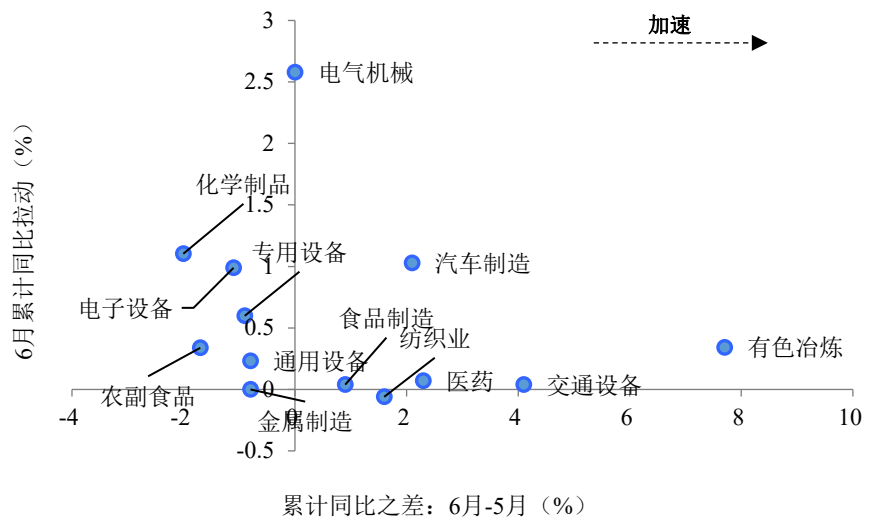 3
加速
2.5
电气机械
2
化学制品
1.5
专用设备
1
汽车制造
电子设备
食品制造
0.5
纺织业
有色冶炼
通用设备
医药
交通设备
农副食品
0
金属制造
-4
-2
0
2
4
6
8
10
-0.5
6月累计同比拉动（%）
累计同比之差：6月-5月（%）